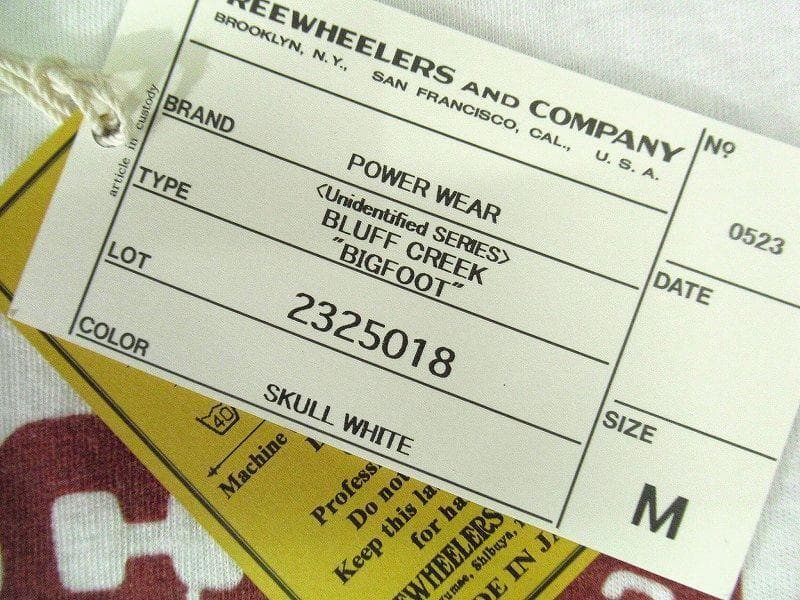 REEWHEELERS AND COMPANY
BROOKLYN, N.Y., SAN FRANCISCO, CAL., U. S. A.
article in custody
BRAND
POWER WEAR
TYPE
<Unidentified SERIES>
BLUFF CREEK
"BIGFOOT"
LOT
2325018
COLOR
SKULL WHITE
Nº
0523
DATE
SIZE
M
40
Machine
Profess
Do not
Keep this la
for ha
EWHEELERS
Shibuya,
DE IN JA